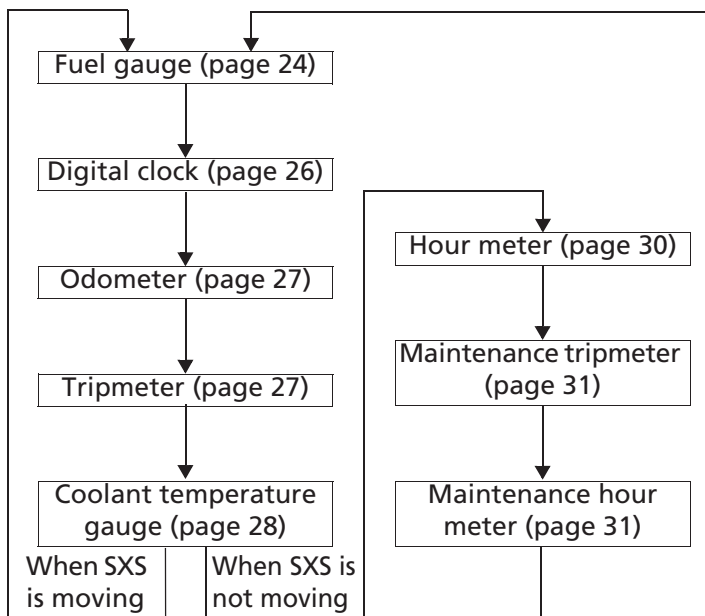 Fuel gauge (page 24)
Digital clock (page 26)
Odometer (page 27)
Tripmeter (page 27)
Coolant temperature
gauge (page 28)
When SXS
is moving
When SXS is
not moving
Hour meter (page 30)
Maintenance tripmeter
(page 31)
Maintenance hour
meter (page 31)